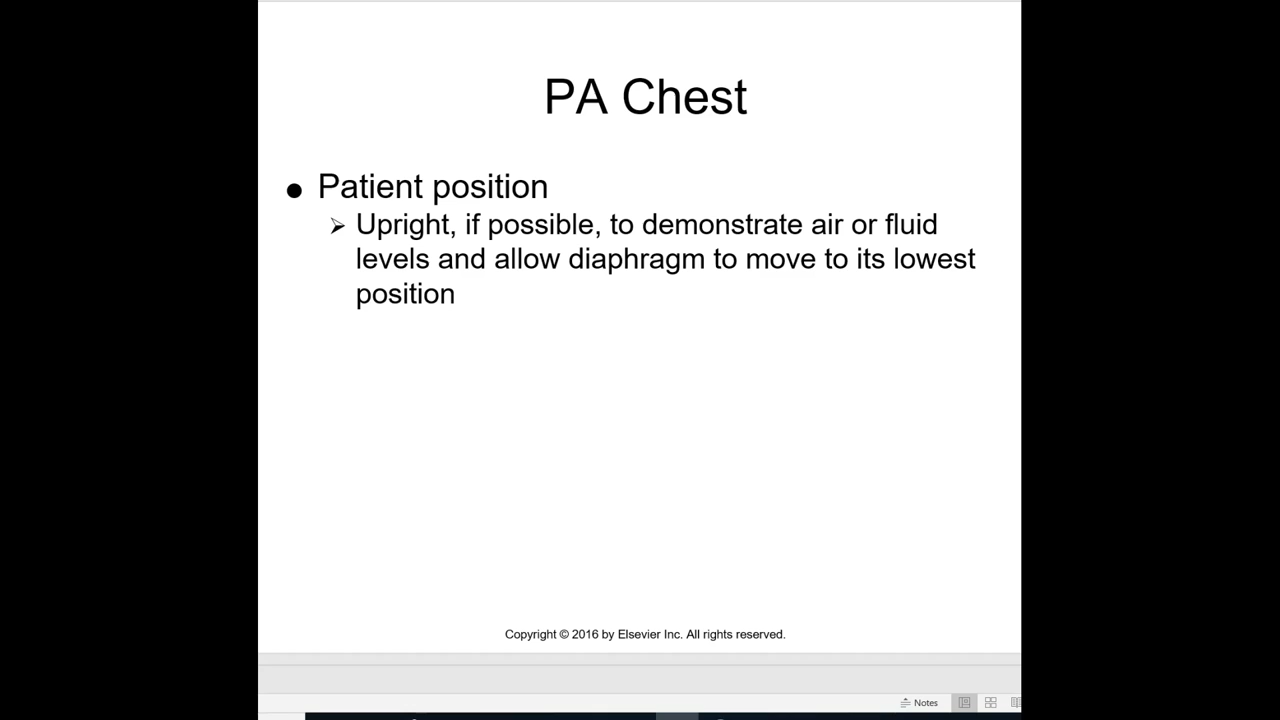 PA Chest
● Patient position
➢ Upright, if possible, to demonstrate air or fluid
levels and allow diaphragm to move to its lowest
position
Copyright © 2016 by Elsevier Inc. All rights reserved.
Notes